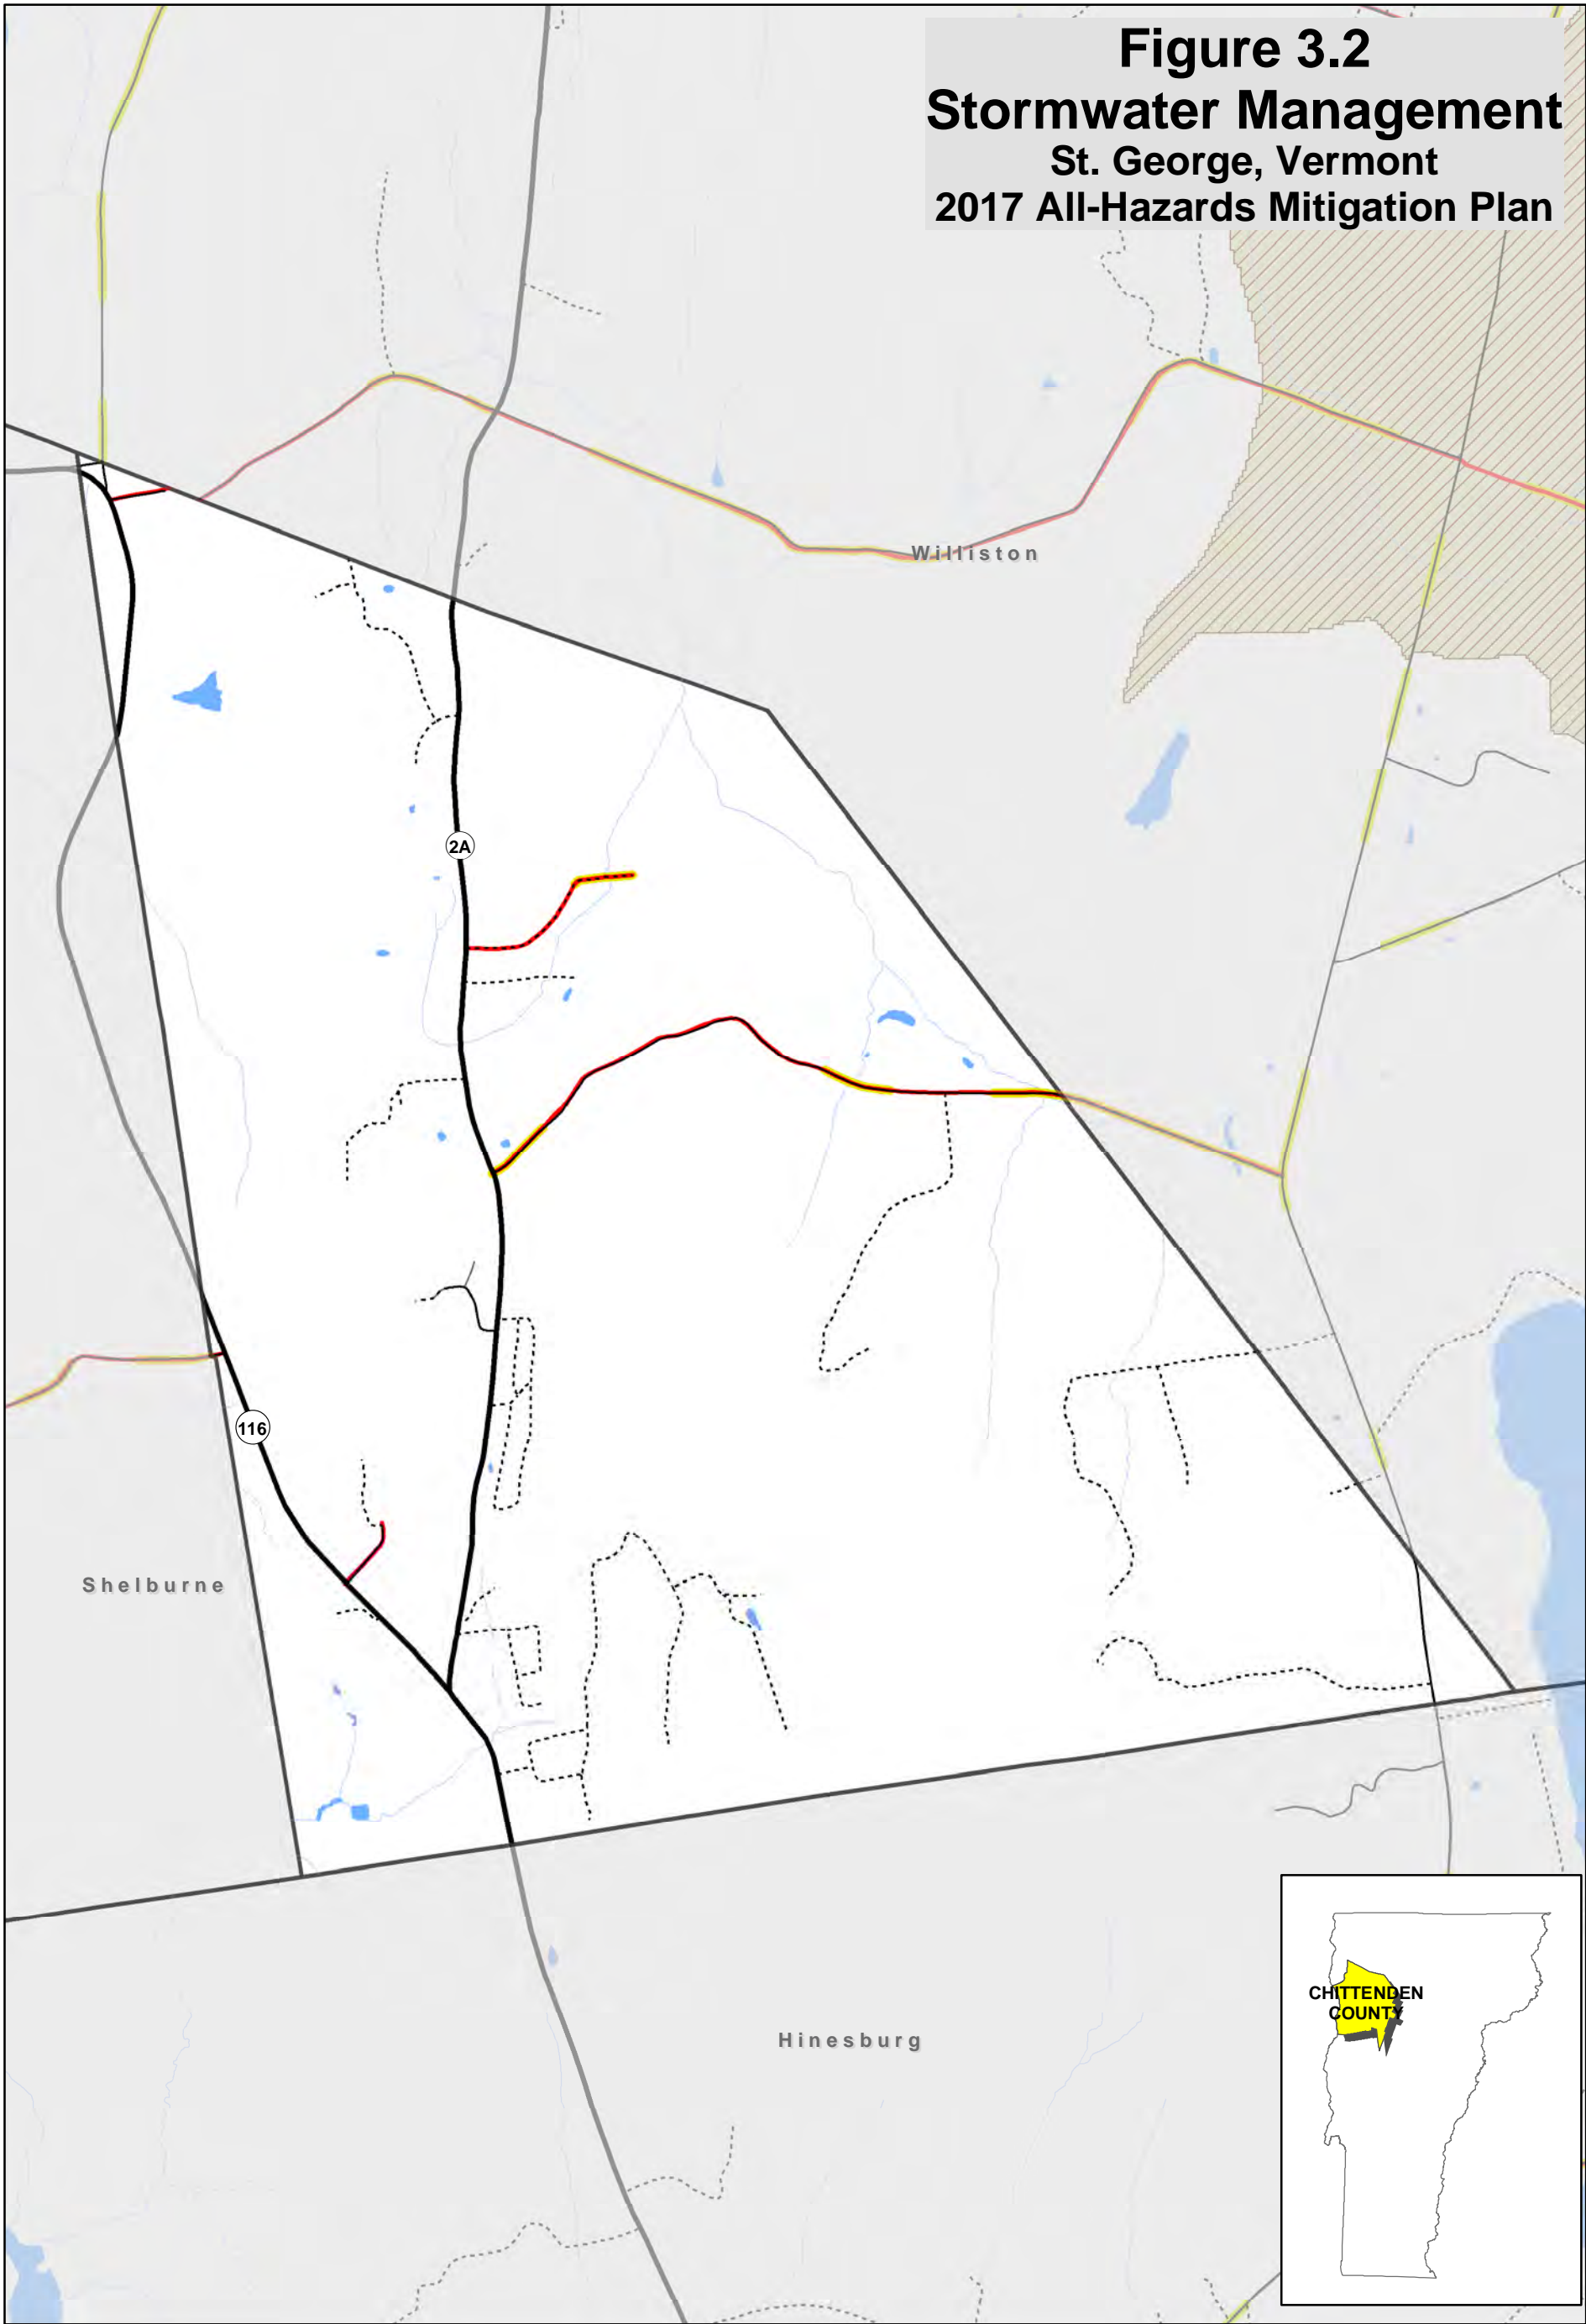 Figure 3.2
Stormwater Management
St. George, Vermont
2017 All-Hazards Mitigation Plan
Williston
2A
116
Shelburne
CHITTENDEN
COUNTY
Hinesburg